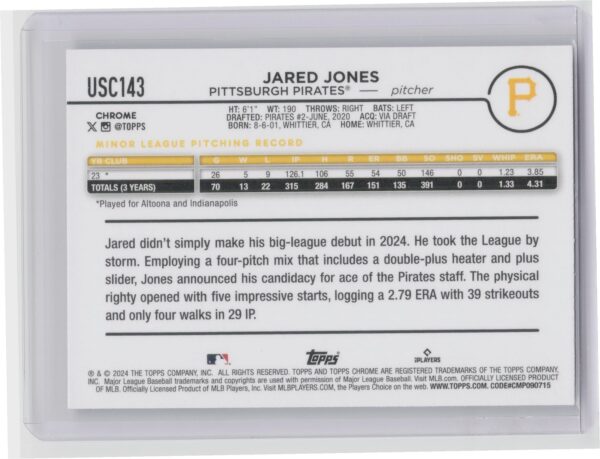 USC143
JARED JONES
PITTSBURGH PIRATES® — pitcher
P
CHROME
@TOPPS
HT: 6'1" WT: 190 THROWS: RIGHT BATS: LEFT
DRAFTED: PIRATES #2-JUNE, 2020 ACQ: VIA DRAFT
BORN: 8-6-01, WHITTIER, CA HOME: WHITTIER, CA
MINOR LEAGUE PITCHING RECORD
YR CLUB G W L IP H R ER BB SO SHO SV WHIP ERA
23 * 26 5 9 126.1 106 55 54 50 146 0 0 1.23 3.85
TOTALS (3 YEARS) 70 13 22 315 284 167 151 135 391 0 0 1.33 4.31
*Played for Altoona and Indianapolis
Jared didn't simply make his big-league debut in 2024. He took the League by
storm. Employing a four-pitch mix that includes a double-plus heater and plus
slider, Jones announced his candidacy for ace of the Pirates staff. The physical
righty opened with five impressive starts, logging a 2.79 ERA with 39 strikeouts
and only four walks in 29 IP.
Topps
PLAYERS
® & © 2024 THE TOPPS COMPANY, INC. ALL RIGHTS RESERVED. TOPPS AND TOPPS CHROME ARE REGISTERED TRADEMARKS OF THE TOPPS COMPANY,
INC. Major League Baseball trademarks and copyrights are used with permission of Major League Baseball. Visit MLB.com. OFFICIALLY LICENSED PRODUCT
OF MLB. Officially Licensed Product of MLB Players, Inc. Visit MLBPLAYERS.COM, the Players Choice on the web. WWW.TOPPS.COM. CODE#CMP090715